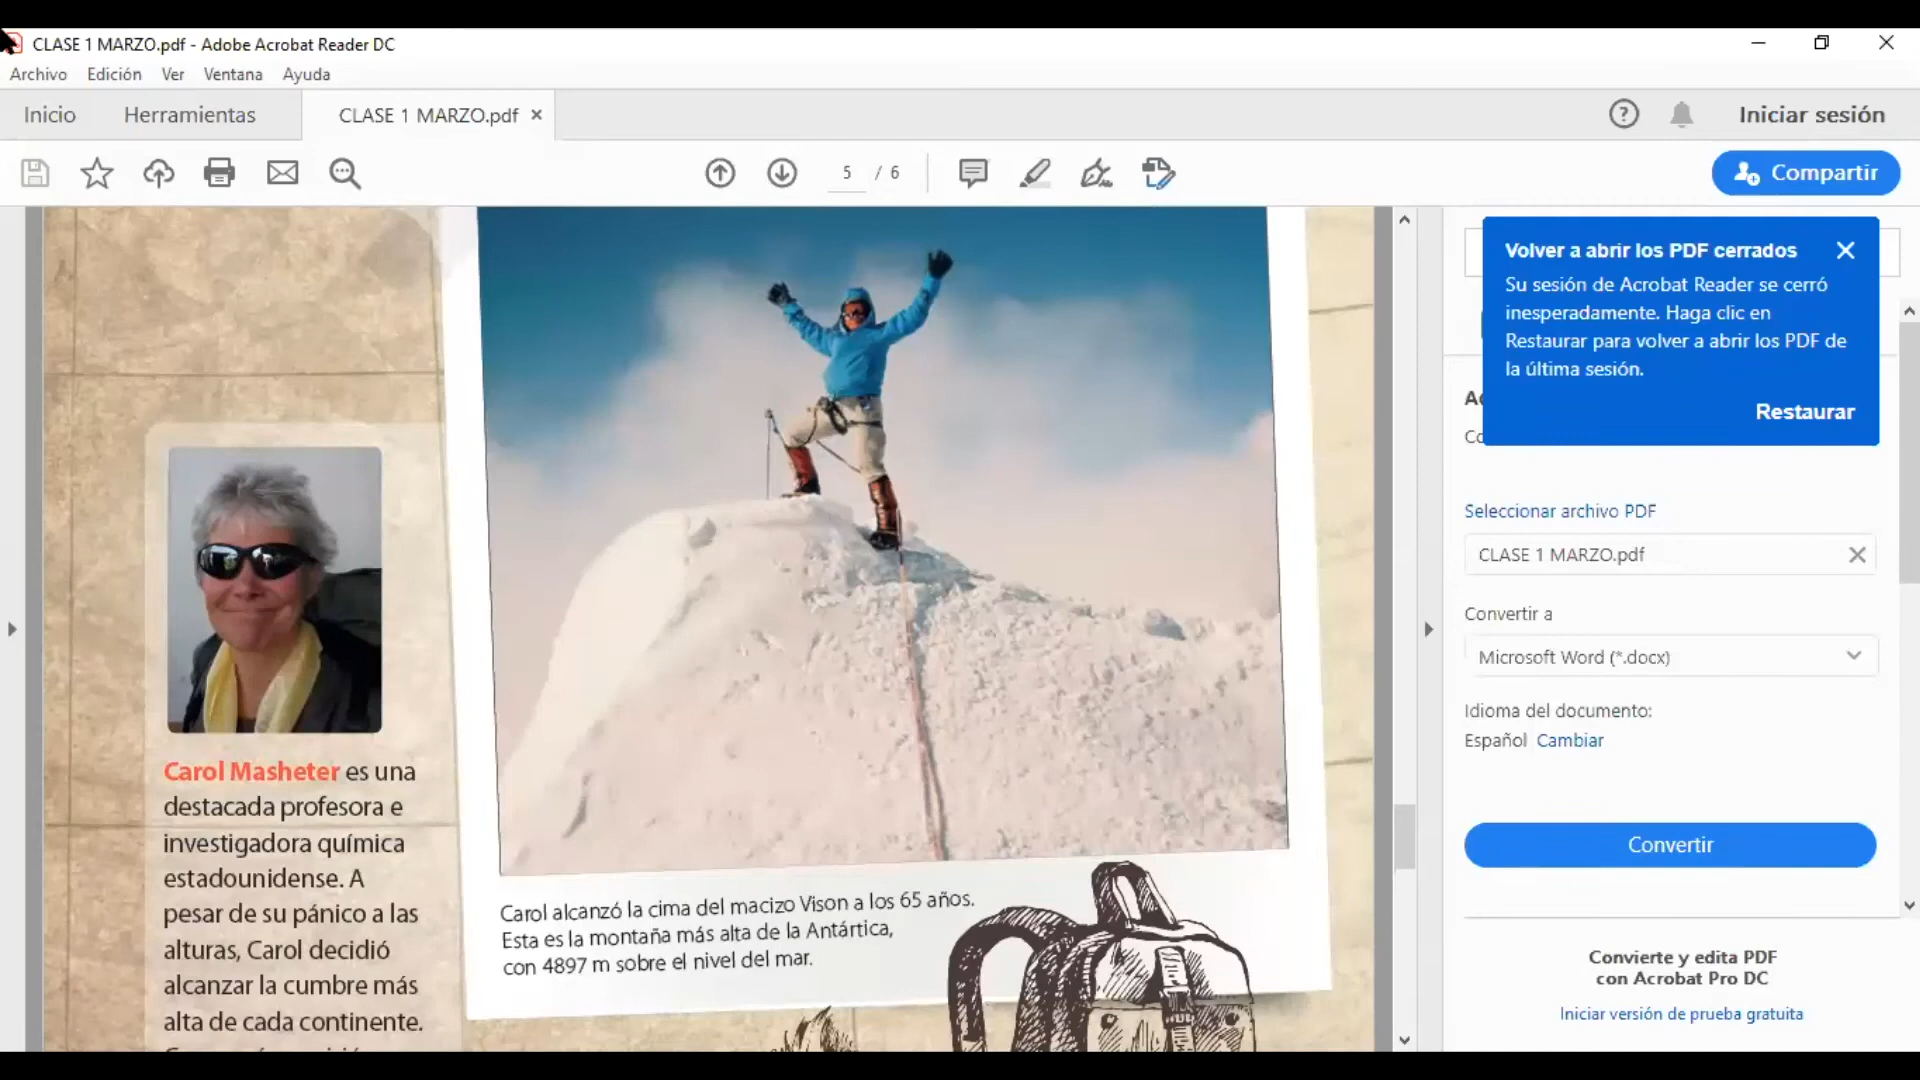 CLASE 1 MARZO.pdf - Adobe Acrobat Reader DC
Archivo Edición Ver Ventana Ayuda
Inicio Herramientas CLASE 1 MARZO.pdf Iniciar sesión
5 / 6
Compartir
Carol Masheter es una
destacada profesora e
investigadora química
estadounidense. A
pesar de su pánico a las
alturas, Carol decidió
alcanzar la cumbre más
alta de cada continente.
Carol alcanzó la cima del macizo Vison a los 65 años.
Esta es la montaña más alta de la Antártica,
con 4897 m sobre el nivel del mar.
Volver a abrir los PDF cerrados
Su sesión de Acrobat Reader se cerró
inesperadamente. Haga clic en
Restaurar para volver a abrir los PDF de
la última sesión.
Restaurar
Seleccionar archivo PDF
CLASE 1 MARZO.pdf
Convertir a
Microsoft Word (*.docx)
Idioma del documento:
Español Cambiar
Convertir
Convierte y edita PDF
con Acrobat Pro DC
Iniciar versión de prueba gratuita